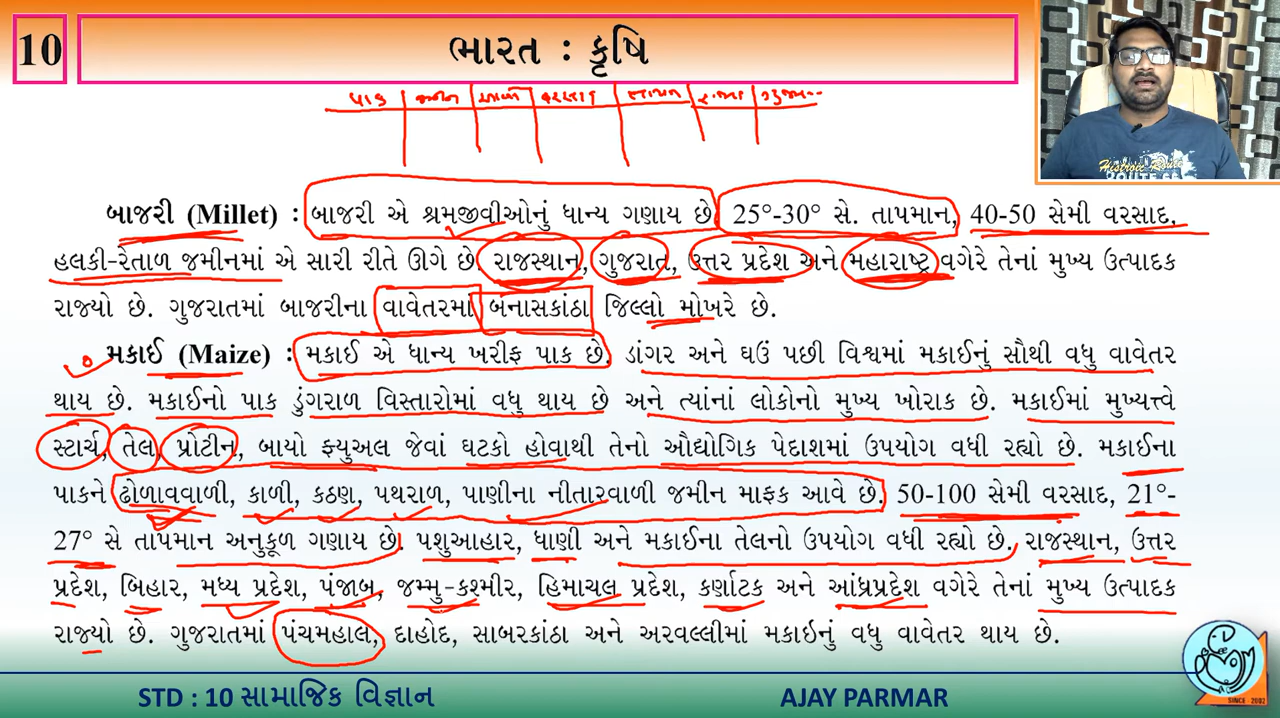 10
ભારત : કૃષિ
પાક જમીન વરસાદ તાપમાન રાજ્ય
બાજરી (Millet) : બાજરી એ શ્રમજીવીઓનું ધાન્ય ગણાય છે. 25°-30° સે. તાપમાન, 40-50 સેમી વરસાદ,
હલકી-રેતાળ જમીનમાં એ સારી રીતે ઊગે છે. રાજસ્થાન, ગુજરાત, ઉત્તર પ્રદેશ અને મહારાષ્ટ્ર વગેરે તેનાં મુખ્ય ઉત્પાદક
રાજ્યો છે. ગુજરાતમાં બાજરીના વાવેતરમાં બનાસકાંઠા જિલ્લો મોખરે છે.
મકાઈ (Maize) : મકાઈ એ ધાન્ય ખરીફ પાક છે. ડાંગર અને ઘઉં પછી વિશ્વમાં મકાઈનું સૌથી વધુ વાવેતર
થાય છે. મકાઈનો પાક ડુંગરાળ વિસ્તારોમાં વધુ થાય છે અને ત્યાંનાં લોકોનો મુખ્ય ખોરાક છે. મકાઈમાં મુખ્યત્ત્વે
સ્ટાર્ચ, તેલ, પ્રોટીન, બાયો ફ્યુઅલ જેવાં ઘટકો હોવાથી તેનો ઔદ્યોગિક પેદાશમાં ઉપયોગ વધી રહ્યો છે. મકાઈના
પાકને ઢોળાવવાળી, કાળી, કઠણ, પથરાળ, પાણીના નીતારવાળી જમીન માફક આવે છે. 50-100 સેમી વરસાદ, 21°-
27° સે તાપમાન અનુકૂળ ગણાય છે. પશુઆહાર, ધાણી અને મકાઈના તેલનો ઉપયોગ વધી રહ્યો છે. રાજસ્થાન, ઉત્તર
પ્રદેશ, બિહાર, મધ્ય પ્રદેશ, પંજાબ, જમ્મુ-કશ્મીર, હિમાચલ પ્રદેશ, કર્ણાટક અને આંધ્રપ્રદેશ વગેરે તેનાં મુખ્ય ઉત્પાદક
રાજ્યો છે. ગુજરાતમાં પંચમહાલ, દાહોદ, સાબરકાંઠા અને અરવલ્લીમાં મકાઇનું વધુ વાવેતર થાય છે.
STD : 10 સામાજિક વિજ્ઞાન
AJAY PARMAR
SINCE 2002